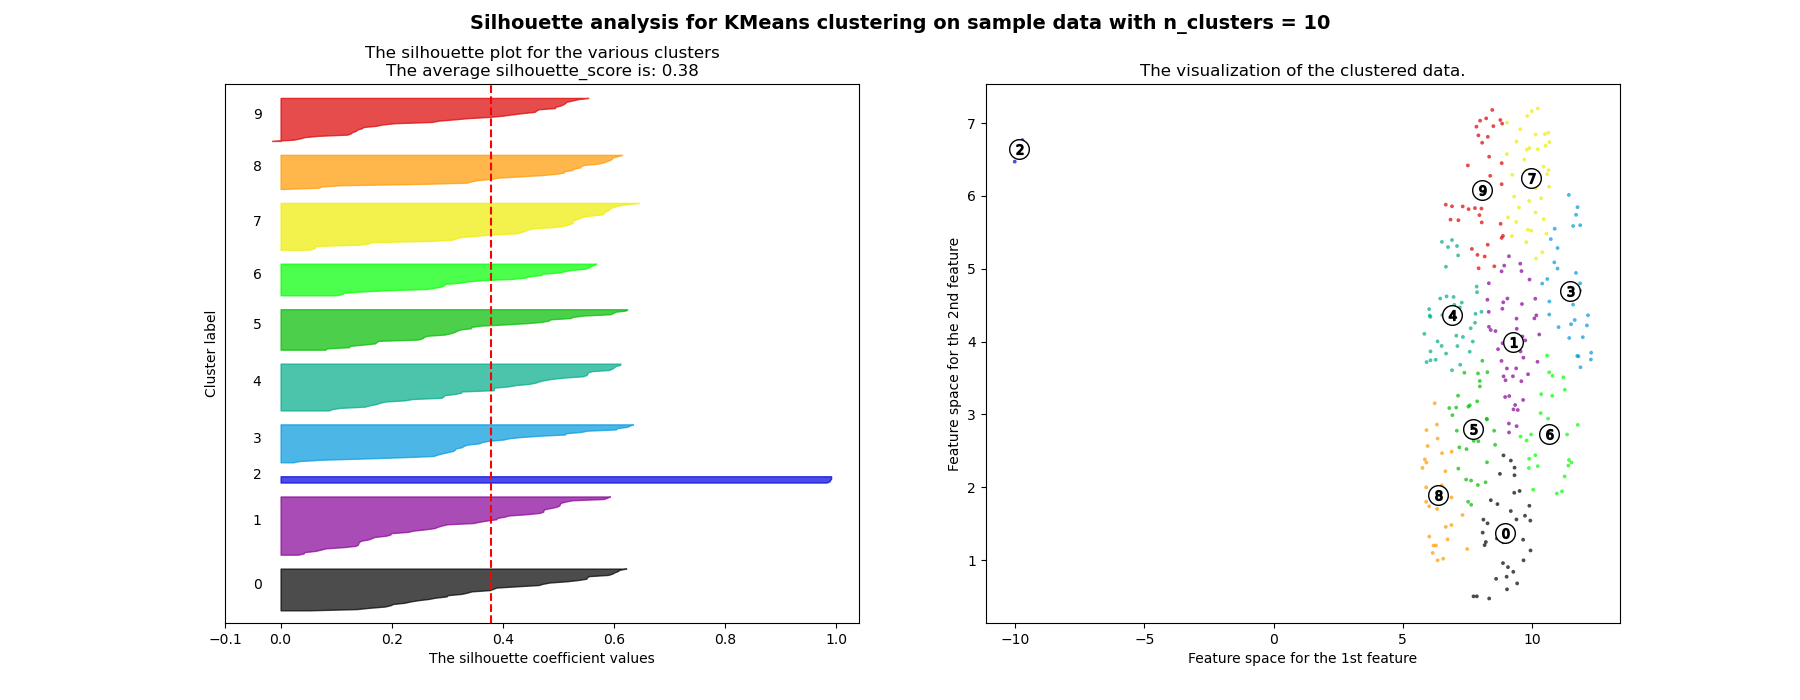 Silhouette analysis for KMeans clustering on sample data with n_clusters = 10
The silhouette plot for the various clusters
The average silhouette_score is: 0.38
9
8
7
6
5
4
3
2
1
0
Cluster label
−0.1 0.0 0.2 0.4 0.6 0.8 1.0
The silhouette coefficient values
The visualization of the clustered data.
7
6
5
4
3
2
1
Feature space for the 2nd feature
2
7
9
3
4
1
5
6
8
0
−10 −5 0 5 10
Feature space for the 1st feature